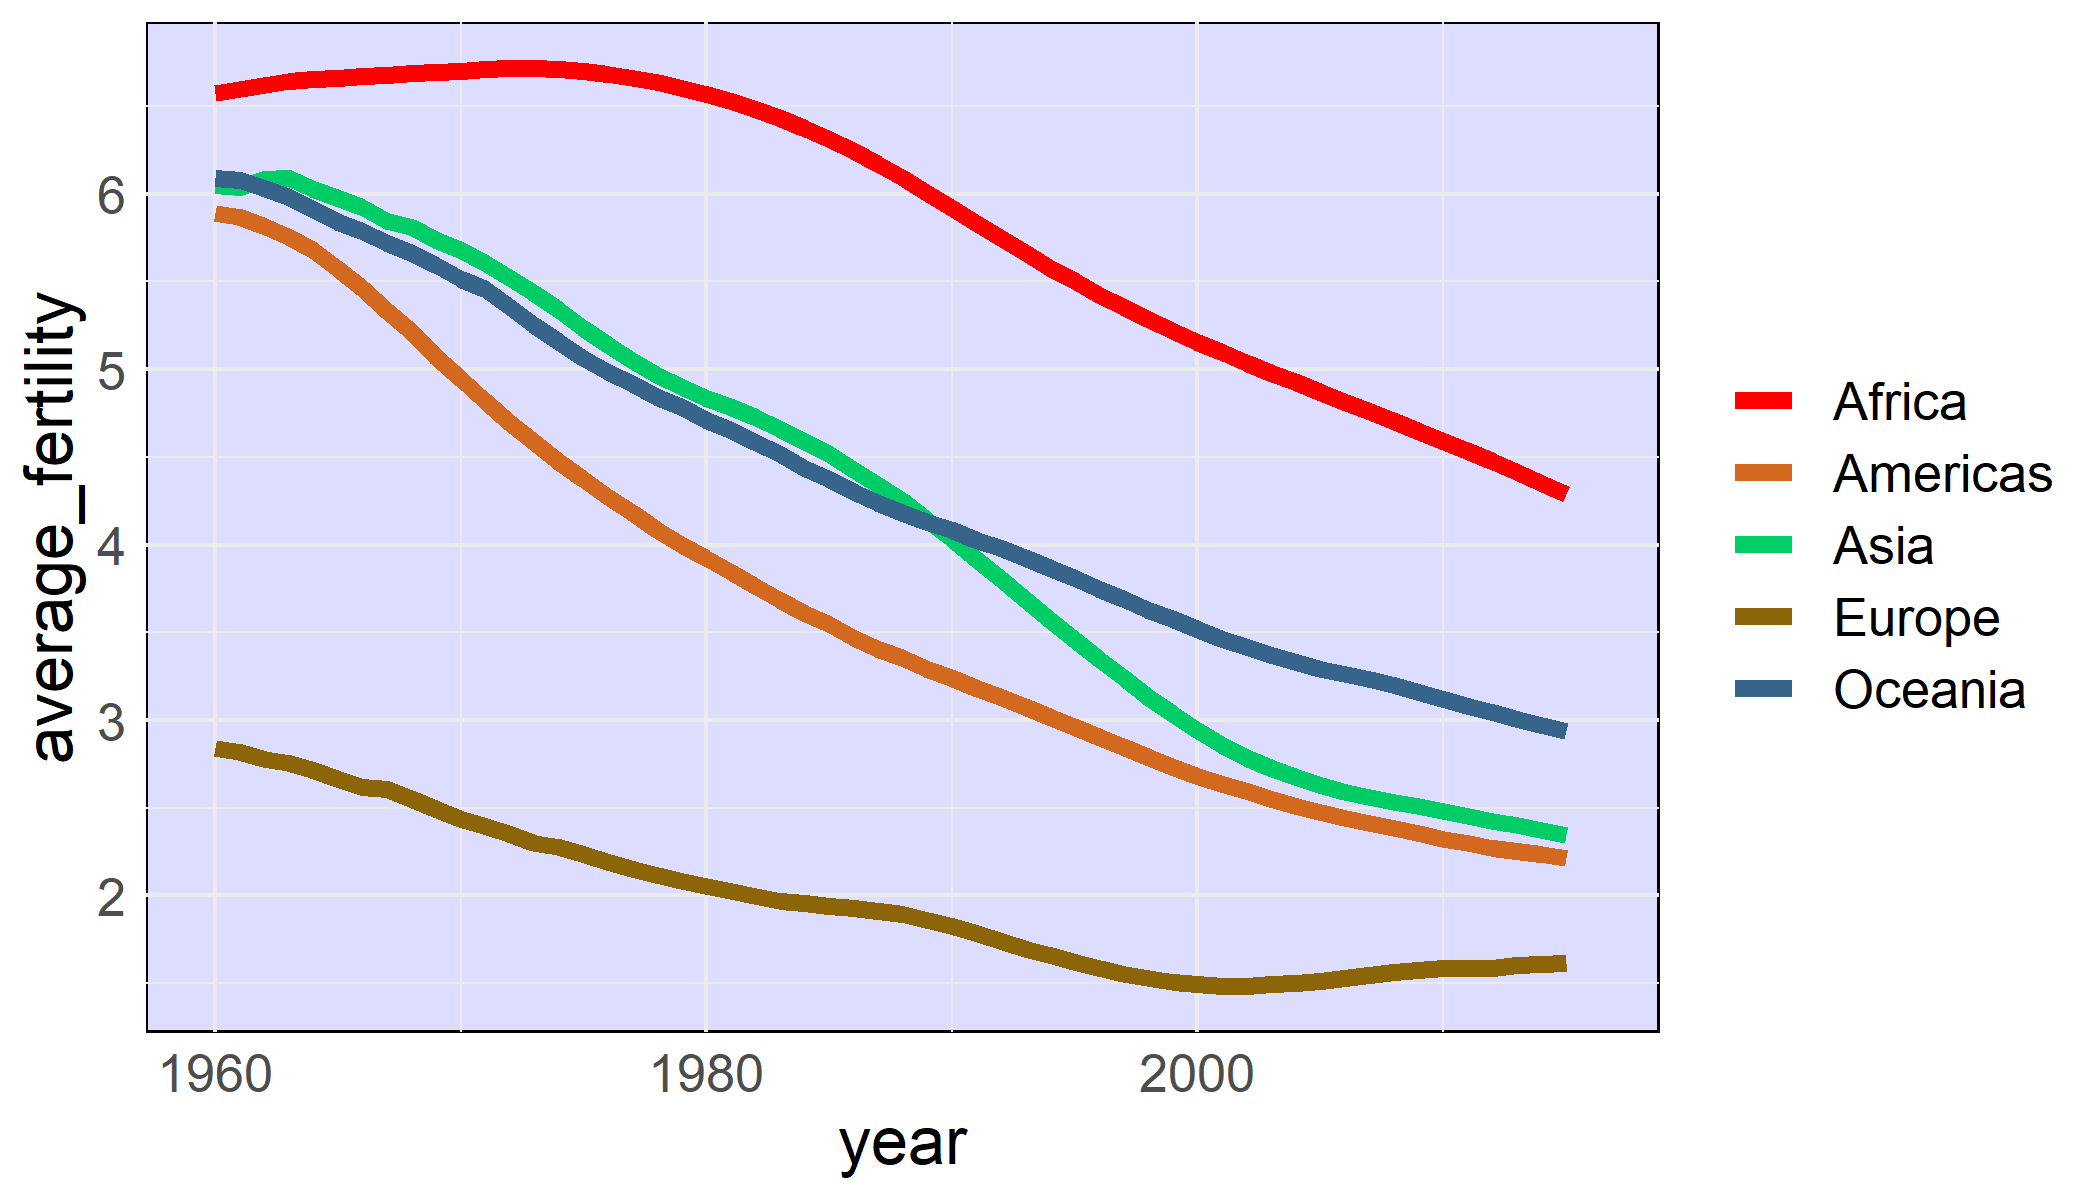 average_fertility
6
5
4
3
2
1960 1980 2000
year
Africa
Americas
Asia
Europe
Oceania